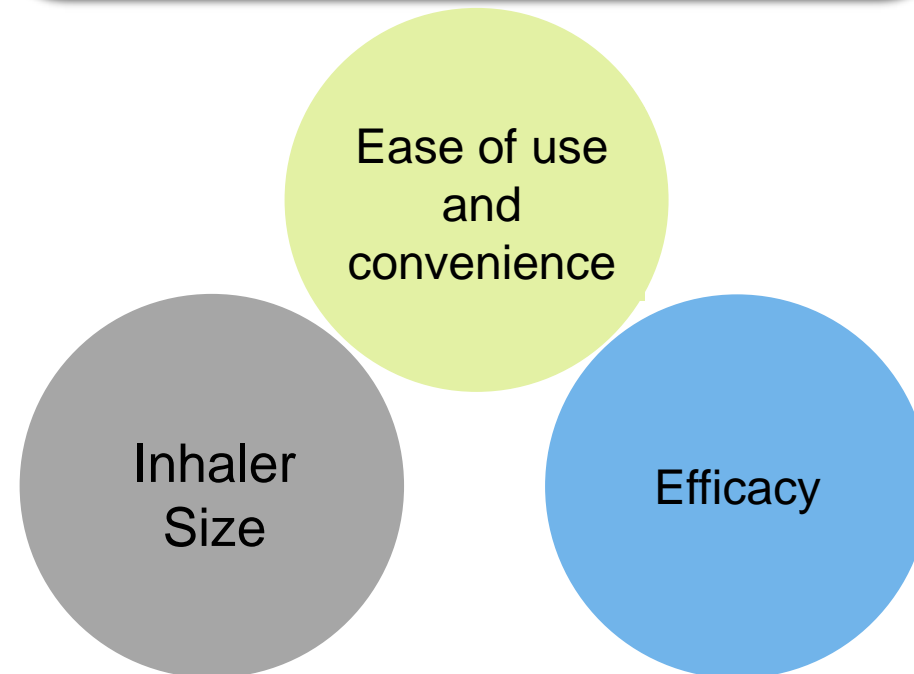 Ease of use
and
convenience
Inhaler
Size
Efficacy